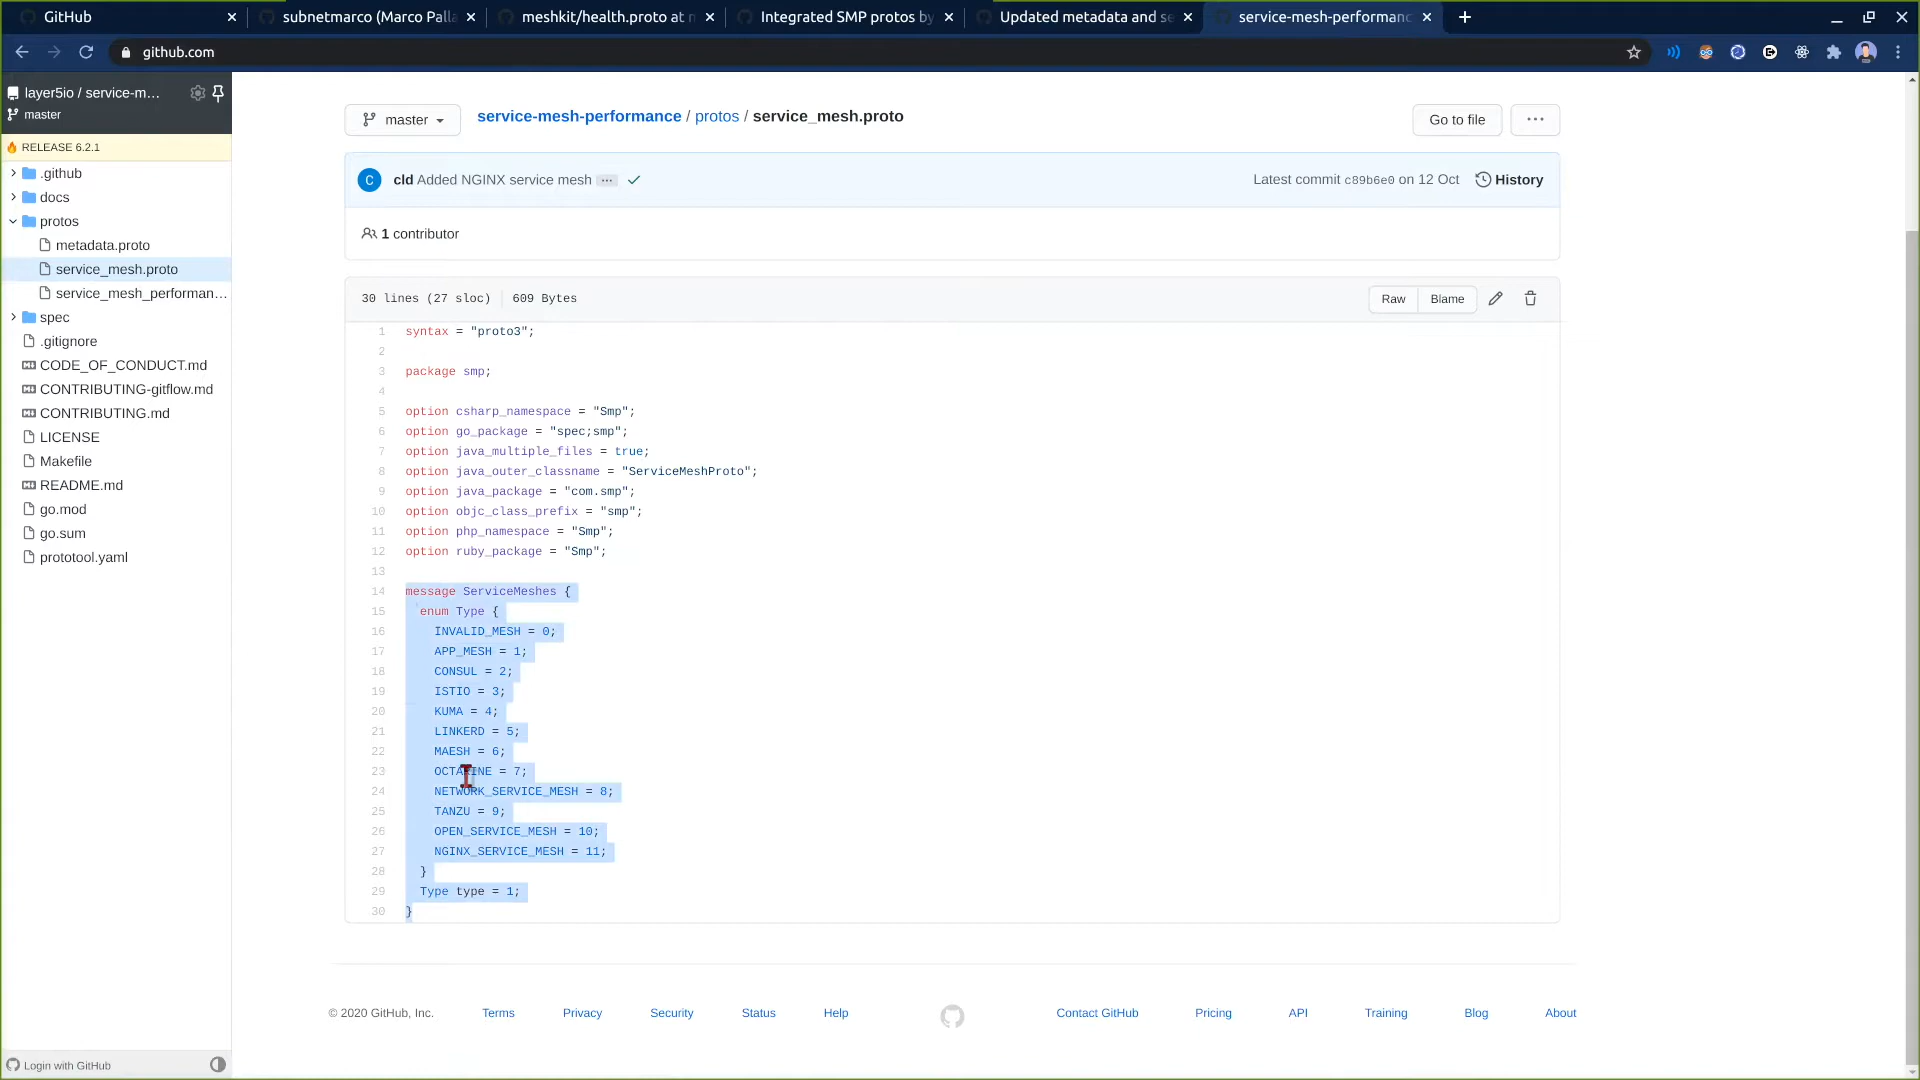 GitHub
subnetmarco (Marco Palla
meshkit/health.proto at m
Integrated SMP protos by
Updated metadata and se
service-mesh-performanc
github.com
layer5io / service-m...
master
RELEASE 6.2.1
.github
docs
protos
metadata.proto
service_mesh.proto
service_mesh_performan...
spec
.gitignore
CODE_OF_CONDUCT.md
CONTRIBUTING-gitflow.md
CONTRIBUTING.md
LICENSE
Makefile
README.md
go.mod
go.sum
prototool.yaml
Login with GitHub
master
service-mesh-performance / protos / service_mesh.proto
Go to file
...
C
cld Added NGINX service mesh ...
Latest commit c89b6e0 on 12 Oct
History
1 contributor
30 lines (27 sloc)
609 Bytes
Raw
Blame
1 syntax = "proto3";
2
3 package smp;
4
5 option csharp_namespace = "Smp";
6 option go_package = "spec;smp";
7 option java_multiple_files = true;
8 option java_outer_classname = "ServiceMeshProto";
9 option java_package = "com.smp";
10 option objc_class_prefix = "smp";
11 option php_namespace = "Smp";
12 option ruby_package = "Smp";
13
14 message ServiceMeshes {
15 enum Type {
16 INVALID_MESH = 0;
17 APP_MESH = 1;
18 CONSUL = 2;
19 ISTIO = 3;
20 KUMA = 4;
21 LINKERD = 5;
22 MAESH = 6;
23 OCTARINE = 7;
24 NETWORK_SERVICE_MESH = 8;
25 TANZU = 9;
26 OPEN_SERVICE_MESH = 10;
27 NGINX_SERVICE_MESH = 11;
28 }
29 Type type = 1;
30 }
© 2020 GitHub, Inc.
Terms
Privacy
Security
Status
Help
Contact GitHub
Pricing
API
Training
Blog
About